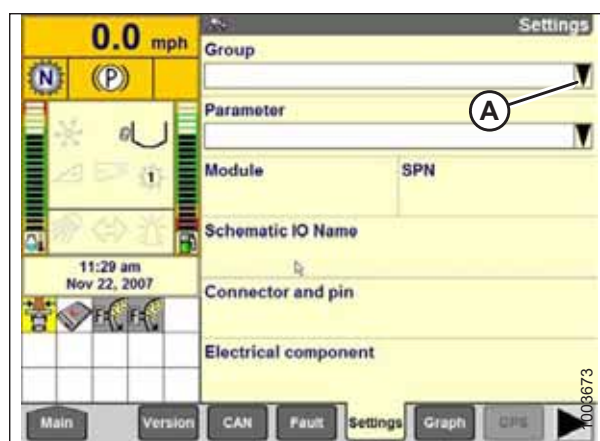 0.0 mph
Settings
Group
N
(P)
A
Parameter
1
Module
SPN
Schematic IO Name
11:29 am
Nov 22, 2007
Connector and pin
Electrical component
1003673
Main
Version
CAN
Fault
Settings
Graph
GPS